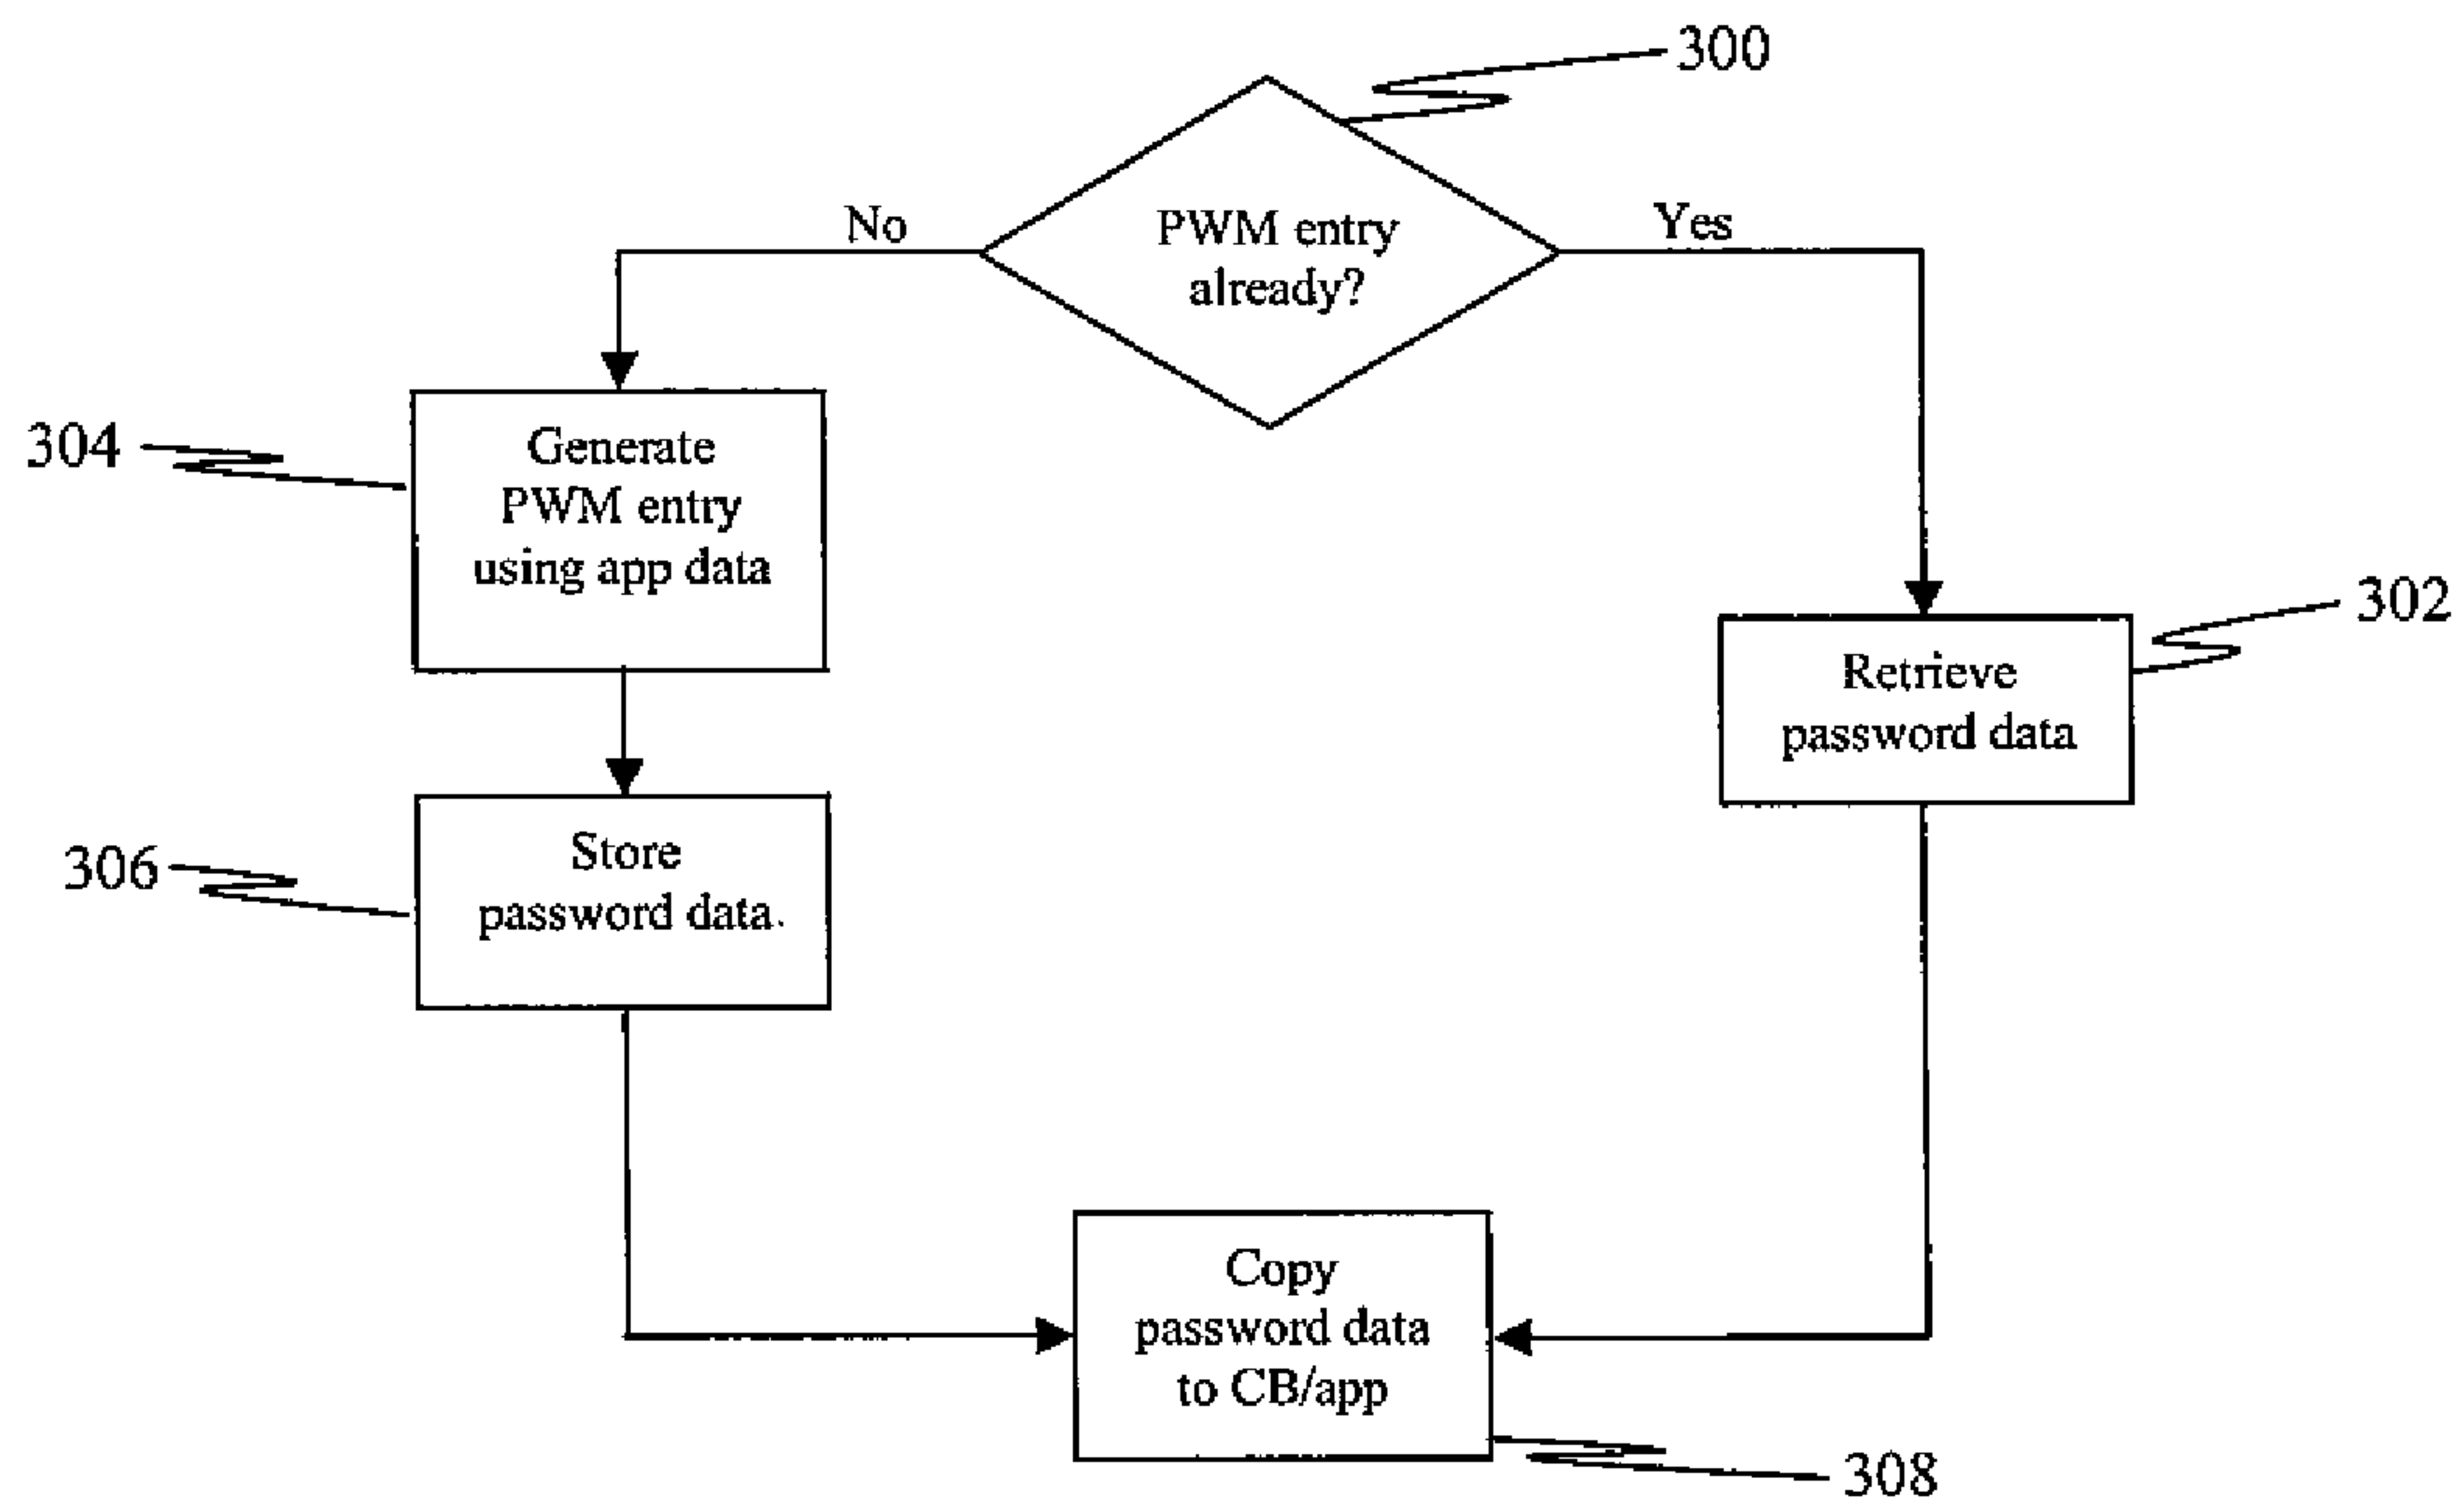 300
No
Yes
PWM entry
already?
304
Generate
PWM entry
using app data
302
Retrieve
password data
306
Store
password data.
Copy
password data
to CB/app
308